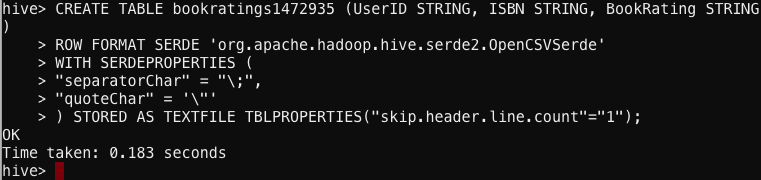 hive> CREATE TABLE bookratings1472935 (UserID STRING, ISBN STRING, BookRating STRING
)
    > ROW FORMAT SERDE 'org.apache.hadoop.hive.serde2.OpenCSVSerde'
    > WITH SERDEPROPERTIES (
    > "separatorChar" = "\;",
    > "quoteChar" = '\"'
    > ) STORED AS TEXTFILE TBLPROPERTIES("skip.header.line.count"="1");
OK
Time taken: 0.183 seconds
hive>